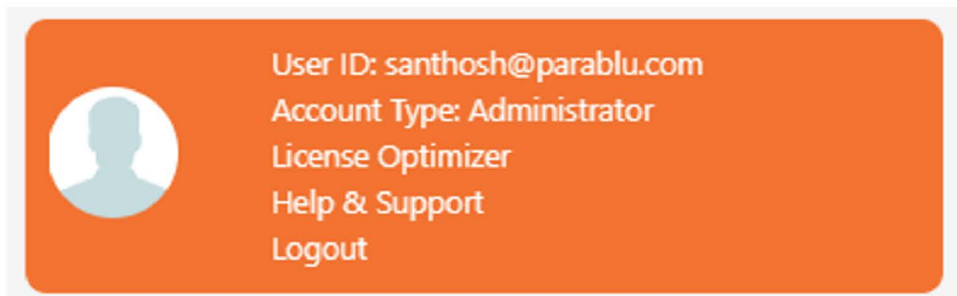 User ID: santhosh@parablu.com
Account Type: Administrator
License Optimizer
Help & Support
Logout